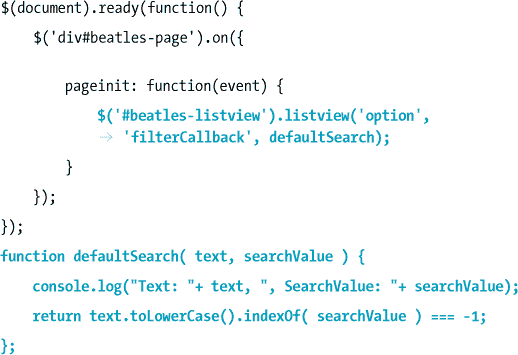 $(document).ready(function() {
$('div#beatles-page').on({
pageinit: function(event) {
$('#beatles-listview').listview('option',
→ 'filterCallback', defaultSearch);
}
});
});
function defaultSearch( text, searchValue ) {
console.log("Text: "+ text, ", SearchValue: "+ searchValue);
return text.toLowerCase().indexOf( searchValue ) === -1;
};